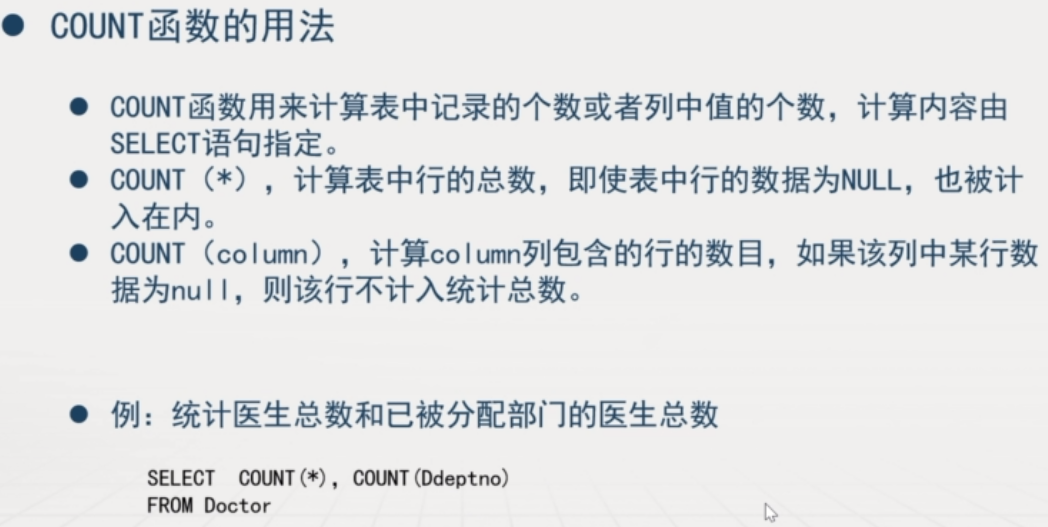 ● COUNT函数的用法
● COUNT函数用来计算表中记录的个数或者列中值的个数，计算内容由
SELECT语句指定。
● COUNT（*），计算表中行的总数，即使表中行的数据为NULL，也被计
入在内。
● COUNT（column），计算column列包含的行的数目，如果该列中某行数
据为null，则该行不计入统计总数。
● 例：统计医生总数和已被分配部门的医生总数
SELECT  COUNT(*), COUNT(Ddeptno)
FROM Doctor